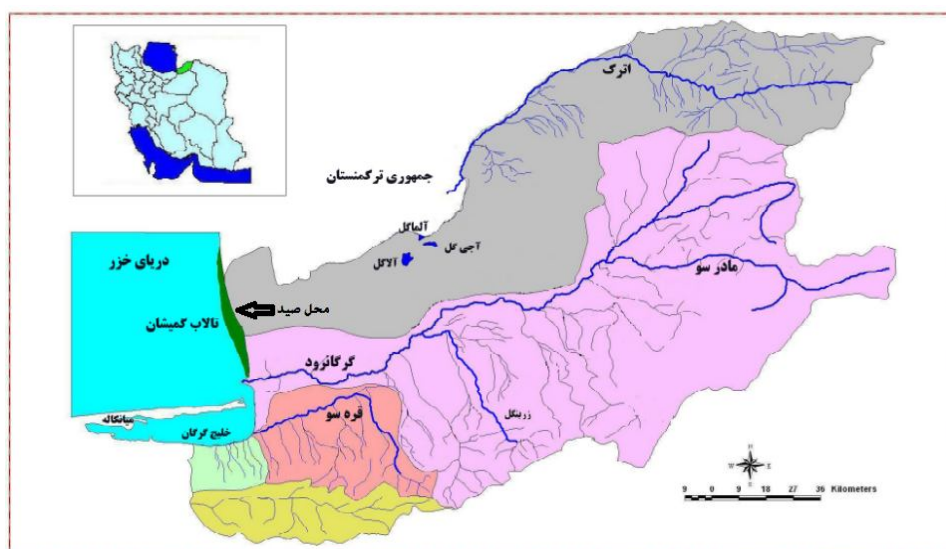 اترک
جمهوری ترکمنستان
آلماگل
آجی گل
آلاگل
دریای خزر
مادر سو
محل صید
تالاب گمیشان
گرگانرود
زرینگل
قره سو
میانکاله
خلیج گرگان
N
W E
S
9 0 9 18 27 36 Kilometers